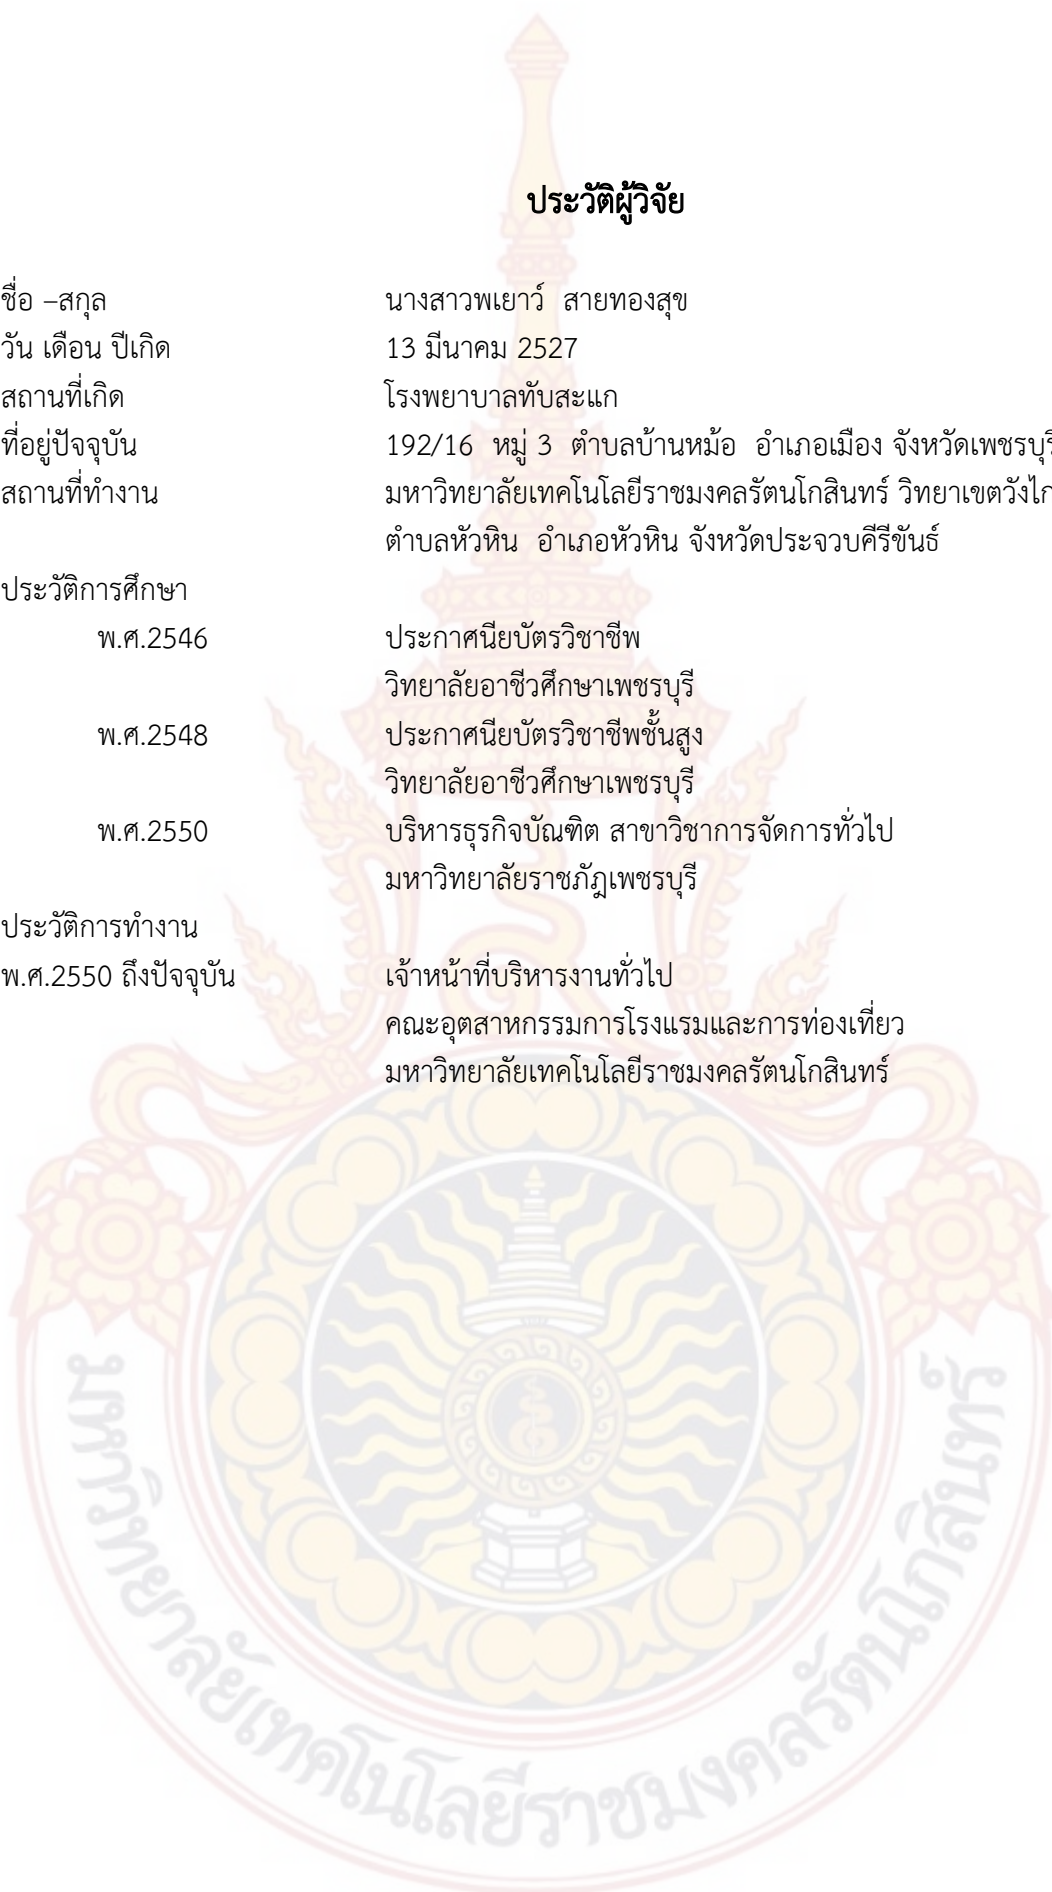 ประวัติผู้วิจัย
ชื่อ –สกุล นางสาวพเยาว์ สายทองสุข
วัน เดือน ปีเกิด 13 มีนาคม 2527
สถานที่เกิด โรงพยาบาลทับสะแก
ที่อยู่ปัจจุบัน 192/16 หมู่ 3 ตำบลบ้านหม้อ อำเภอเมือง จังหวัดเพชรบุรี
สถานที่ทำงาน มหาวิทยาลัยเทคโนโลยีราชมงคลรัตนโกสินทร์ วิทยาเขตวังไก
ตำบลหัวหิน อำเภอหัวหิน จังหวัดประจวบคีรีขันธ์
ประวัติการศึกษา
พ.ศ.2546 ประกาศนียบัตรวิชาชีพ
วิทยาลัยอาชีวศึกษาเพชรบุรี
พ.ศ.2548 ประกาศนียบัตรวิชาชีพชั้นสูง
วิทยาลัยอาชีวศึกษาเพชรบุรี
พ.ศ.2550 บริหารธุรกิจบัณฑิต สาขาวิชาการจัดการทั่วไป
มหาวิทยาลัยราชภัฎเพชรบุรี
ประวัติการทำงาน
พ.ศ.2550 ถึงปัจจุบัน เจ้าหน้าที่บริหารงานทั่วไป
คณะอุตสาหกรรมการโรงแรมและการท่องเที่ยว
มหาวิทยาลัยเทคโนโลยีราชมงคลรัตนโกสินทร์
มหาวิทยาลัยเทคโนโลยีราชมงคลรัตนโกสินทร์